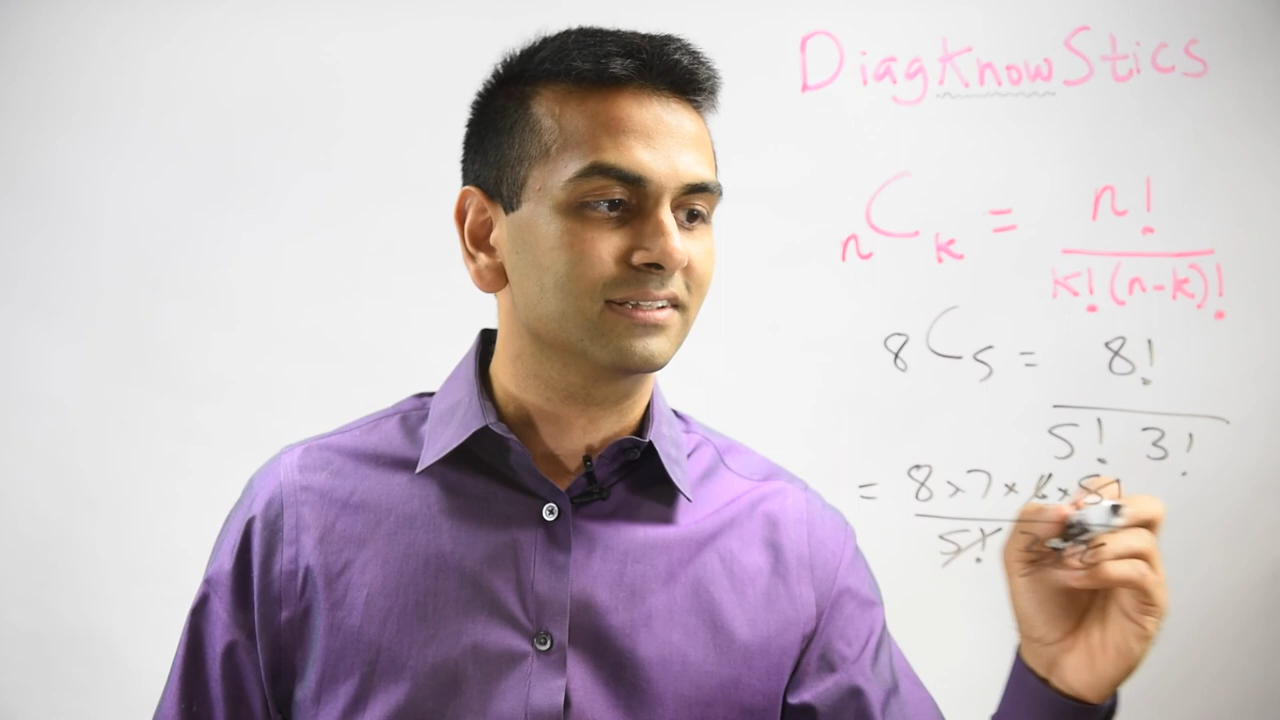 DiagKnowStics
nCk = n!
k!(n-k)!
8C5 = 8!
5! 3!
= 8×7×6×5!
5!